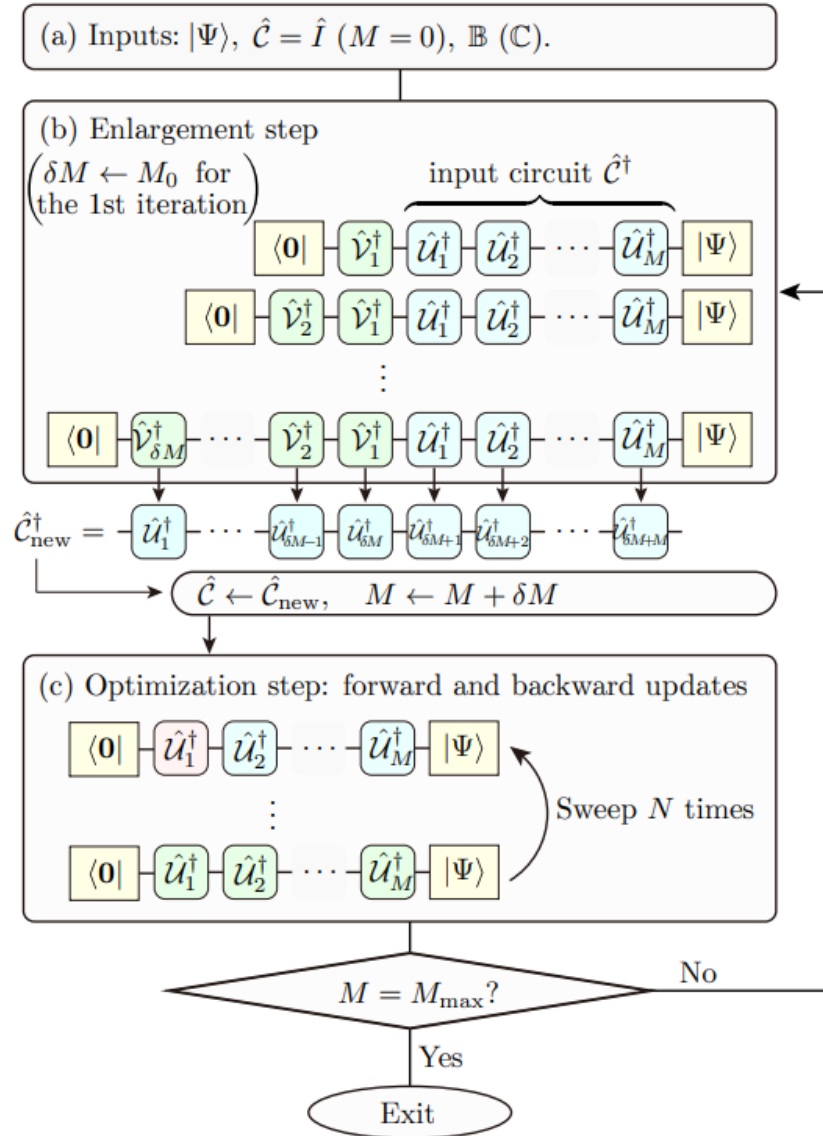 (a) Inputs: |Ψ⟩, Ĉ = Î (M = 0), 𝔹 (ℂ).
(b) Enlargement step
(δM ← M₀ for
the 1st iteration)
input circuit Ĉ†
⟨0| V̂₁† Û₁† Û₂† ··· Û_M† |Ψ⟩
⟨0| V̂₂† V̂₁† Û₁† Û₂† ··· Û_M† |Ψ⟩
⋮
⟨0| V̂_δM† ··· V̂₂† V̂₁† Û₁† Û₂† ··· Û_M† |Ψ⟩
Ĉ†_new = Û₁† ··· Û_δM−1† Û_δM† Û_δM+1† Û_δM+2† ··· Û_δM+M†
Ĉ ← Ĉ_new, M ← M + δM
(c) Optimization step: forward and backward updates
⟨0| Û₁† Û₂† ··· Û_M† |Ψ⟩
⋮
Sweep N times
⟨0| Û₁† Û₂† ··· Û_M† |Ψ⟩
M = M_max?
No
Yes
Exit